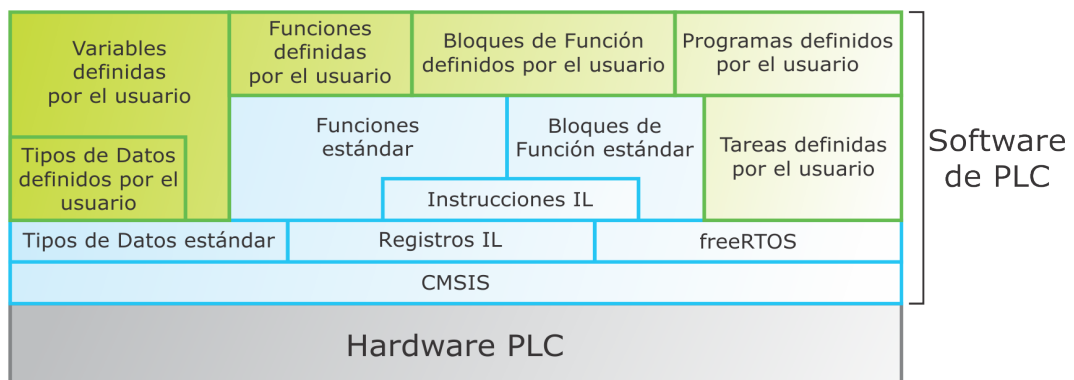 Variables
definidas
por el usuario
Funciones
definidas
por el usuario
Bloques de Función
definidos por el usuario
Programas definidos
por el usuario
Tipos de Datos
definidos por el
usuario
Funciones
estándar
Bloques de
Función estándar
Instrucciones IL
Tareas definidas
por el usuario
Tipos de Datos estándar
Registros IL
freeRTOS
CMSIS
Hardware PLC
Software
de PLC